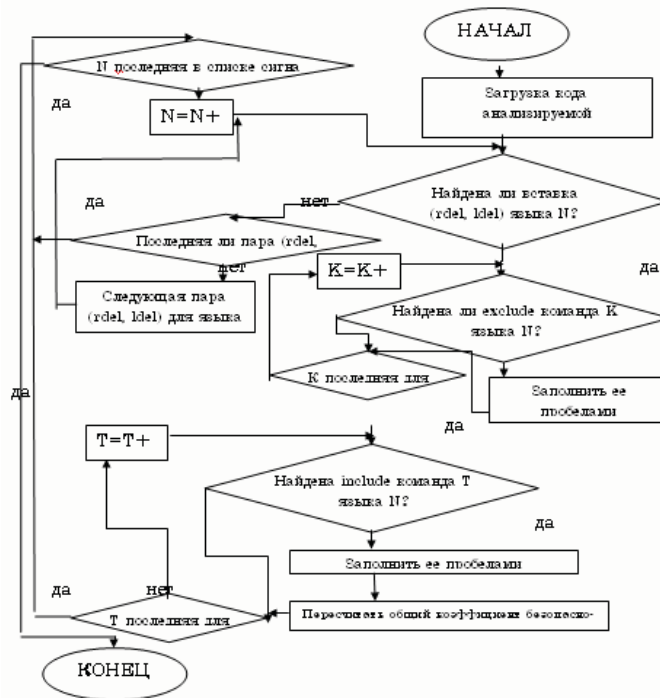 НАЧАЛ
N последняя в списке сигна
да
N=N+
Загрузка кода
анализируемой
да
нет
Найдена ли вставка
(rdel, ldel) языка N?
Последняя ли пара (rdel,
нет
K=K+
да
Следующая пара
(rdel, ldel) для языка
Найдена ли exclude команда K
языка N?
K последняя для
да
Заполнить ее
пробелами
да
T=T+
Найдена include команда T
языка N?
да
Заполнить ее пробелами
да
нет
Пересчитать общий коэффициент безопасно-
T последняя для
КОНЕЦ